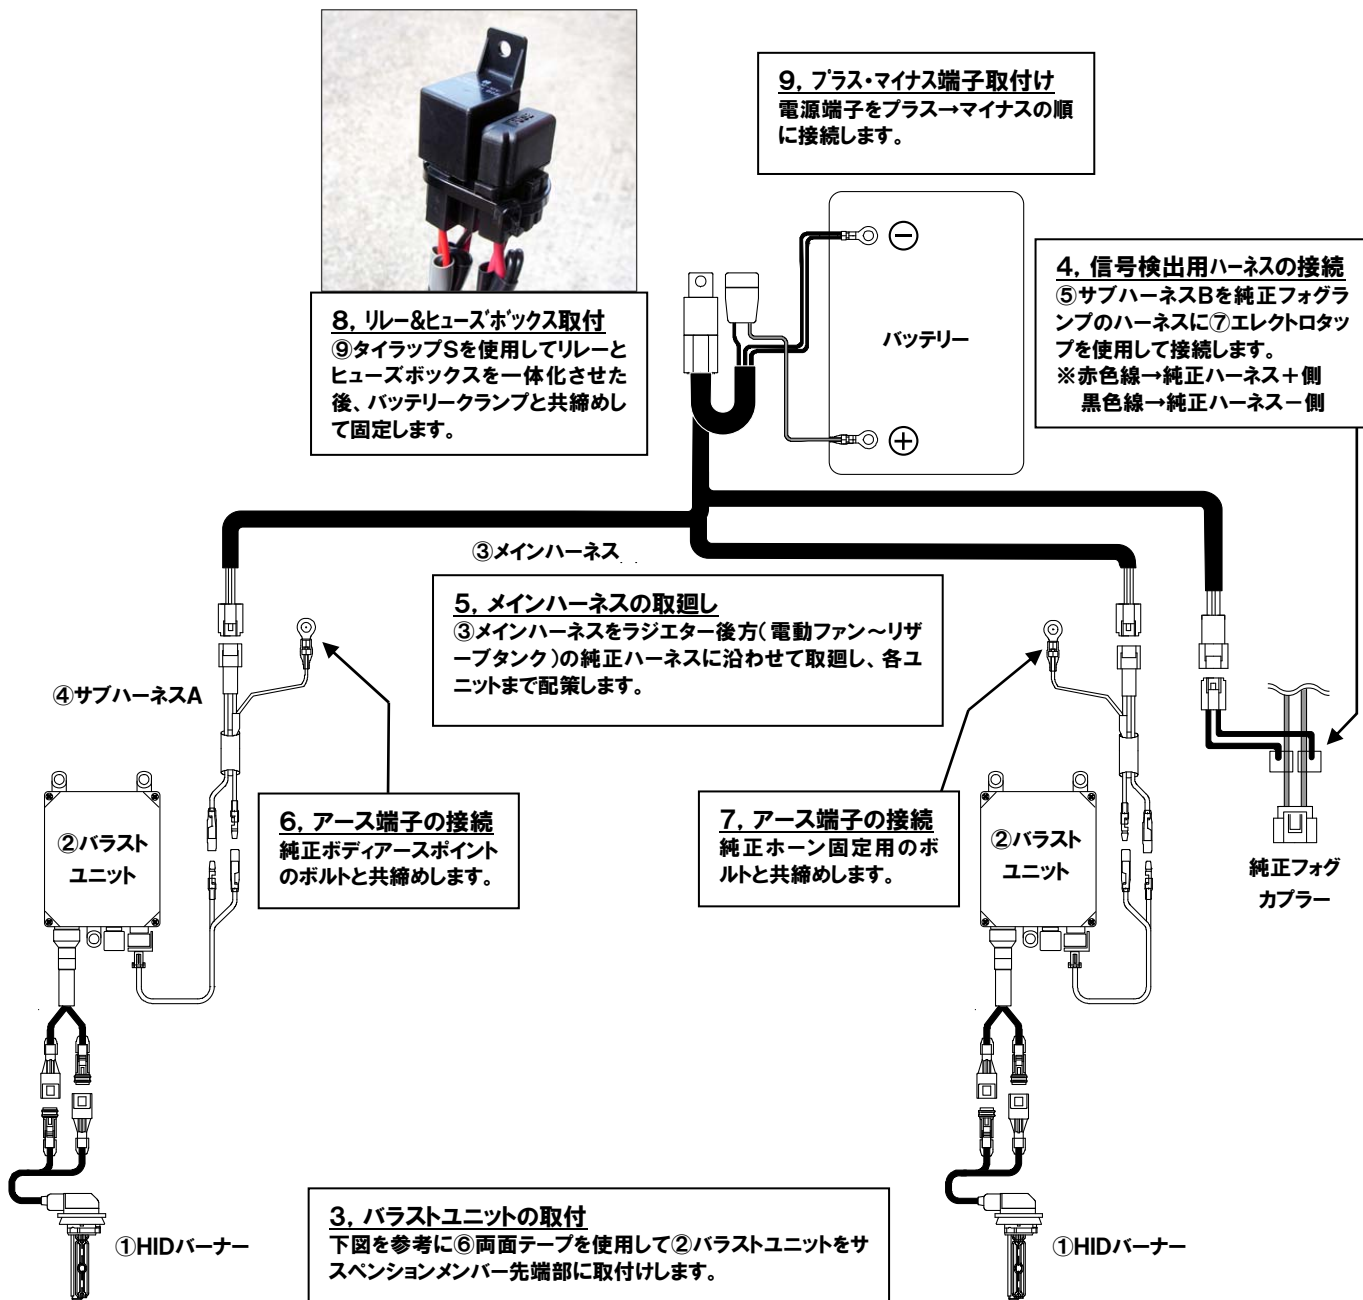 9, プラス・マイナス端子取付け
電源端子をプラス→マイナスの順
に接続します。
8, リレー&ヒューズボックス取付
⑨タイラップSを使用してリレーと
ヒューズボックスを一体化させた
後、バッテリークランプと共締めし
て固定します。
⊖
バッテリー
⊕
4, 信号検出用ハーネスの接続
⑤サブハーネスBを純正フォグラ
ンプのハーネスに⑦エレクトロタッ
プを使用して接続します。
※赤色線→純正ハーネス＋側
黒色線→純正ハーネス－側
③メインハーネス
5, メインハーネスの取廻し
③メインハーネスをラジエター後方(電動ファン～リザ
ーブタンク)の純正ハーネスに沿わせて取廻し、各ユ
ニットまで配策します。
④サブハーネスA
6, アース端子の接続
純正ボディアースポイント
のボルトと共締めします。
7, アース端子の接続
純正ホーン固定用のボ
ルトと共締めします。
②バラスト
ユニット
②バラスト
ユニット
純正フォグ
カプラー
3, バラストユニットの取付
下図を参考に⑥両面テープを使用して②バラストユニットをサ
スペンションメンバー先端部に取付けします。
①HIDバーナー
①HIDバーナー